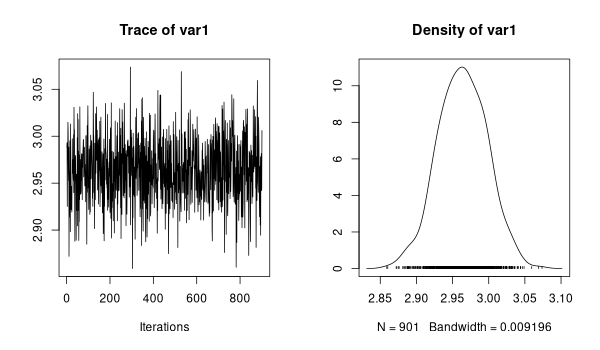 Trace of var1
3.05
3.00
2.95
2.90
0 200 400 600 800
Iterations
Density of var1
10
8
6
4
2
0
2.85 2.90 2.95 3.00 3.05 3.10
N = 901 Bandwidth = 0.009196